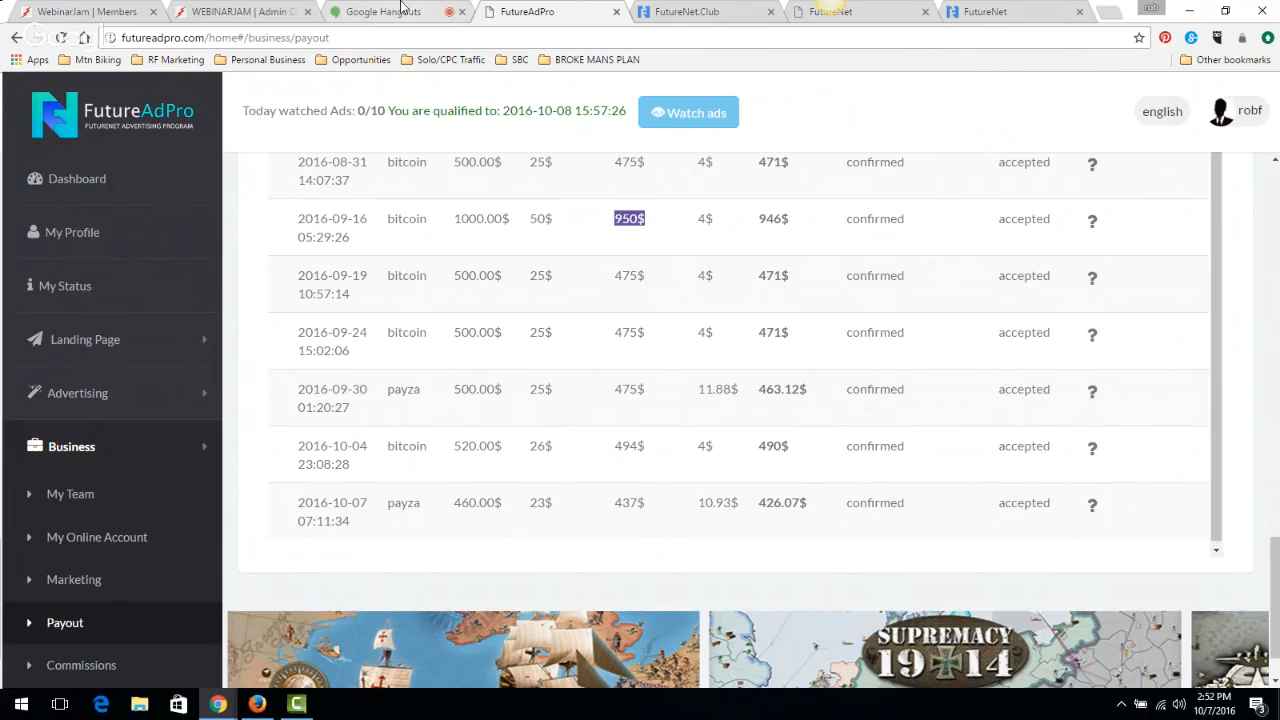 WebinarJam | Members
WEBINARJAM | Admin C
Google Hangouts
FutureAdPro
FutureNet.Club
FutureNet
FutureNet
rob
futureadpro.com/home#/business/payout
Apps
Mtn Biking
RF Marketing
Personal Business
Opportunities
Solo/CPC Traffic
SBC
BROKE MANS PLAN
Other bookmarks
FutureAdPro
FUTURENET ADVERTISING PROGRAM
Today watched Ads: 0/10 You are qualified to: 2016-10-08 15:57:26
Watch ads
english
robf
Dashboard
My Profile
My Status
Landing Page
Advertising
Business
My Team
My Online Account
Marketing
Payout
Commissions
2016-08-31 bitcoin 500.00$ 25$ 475$ 4$ 471$ confirmed accepted ?
14:07:37
2016-09-16 bitcoin 1000.00$ 50$ 950$ 4$ 946$ confirmed accepted ?
05:29:26
2016-09-19 bitcoin 500.00$ 25$ 475$ 4$ 471$ confirmed accepted ?
10:57:14
2016-09-24 bitcoin 500.00$ 25$ 475$ 4$ 471$ confirmed accepted ?
15:02:06
2016-09-30 payza 500.00$ 25$ 475$ 11.88$ 463.12$ confirmed accepted ?
01:20:27
2016-10-04 bitcoin 520.00$ 26$ 494$ 4$ 490$ confirmed accepted ?
23:08:28
2016-10-07 payza 460.00$ 23$ 437$ 10.93$ 426.07$ confirmed accepted ?
07:11:34
SUPREMACY
1914
2:52 PM
10/7/2016